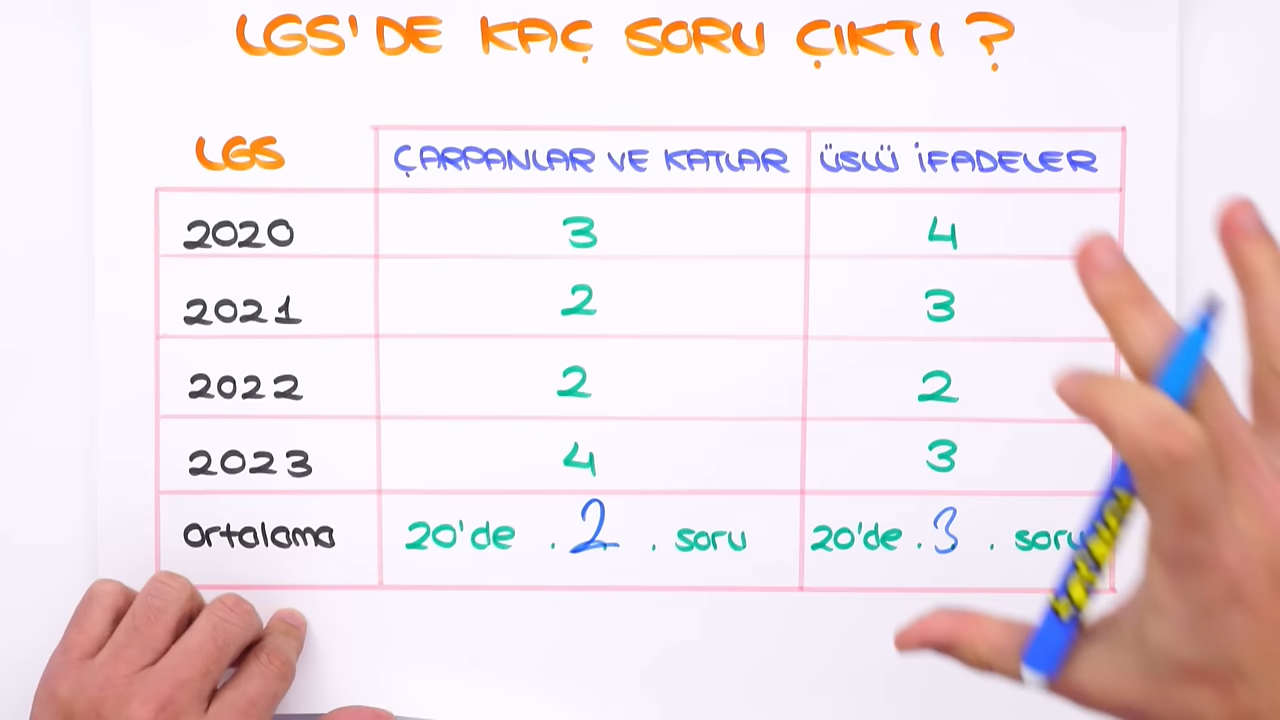 LGS'DE KAÇ SORU ÇIKTI ?
LGS ÇARPANLAR VE KATLAR ÜSLÜ İFADELER
2020 3 4
2021 2 3
2022 2 2
2023 4 3
ortalama 20'de . 2 . soru 20'de . 3 . soru